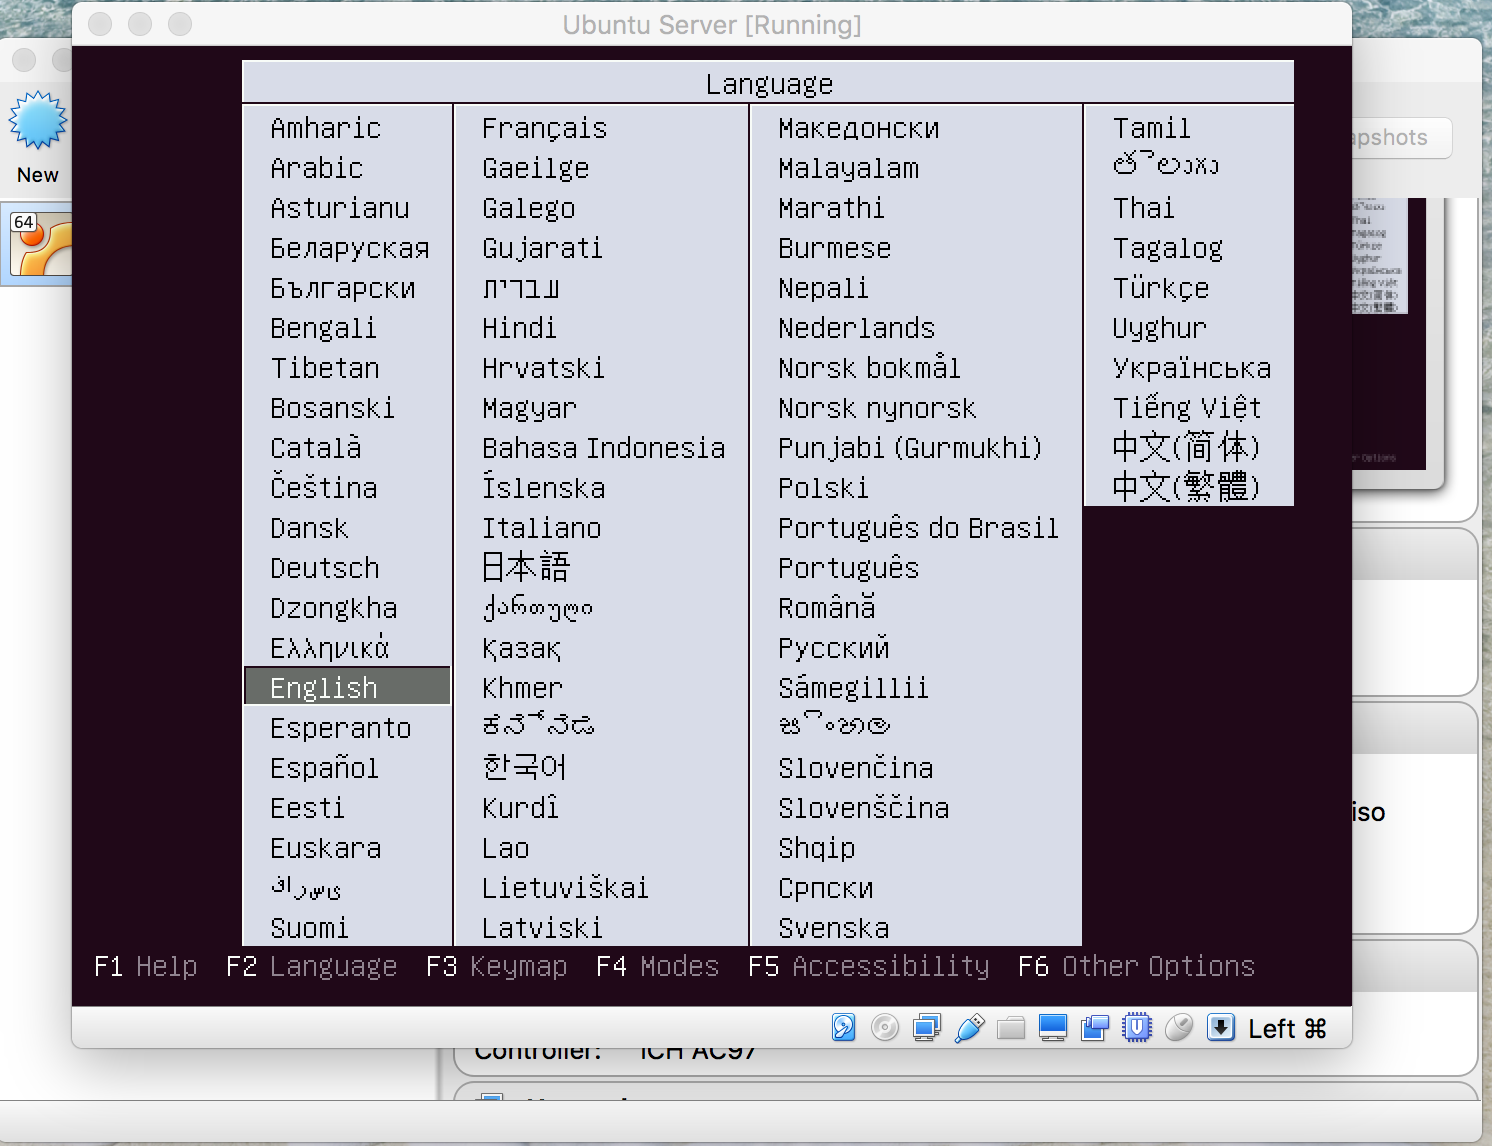 Ubuntu Server [Running]
Language
Amharic
Arabic
Asturianu
Беларуская
Български
Bengali
Tibetan
Bosanski
Català
Čeština
Dansk
Deutsch
Dzongkha
Ελληνικά
English
Esperanto
Español
Eesti
Euskara
ﻯﺱﺭﺍﻑ
Suomi
Français
Gaeilge
Galego
Gujarati
עברית
Hindi
Hrvatski
Magyar
Bahasa Indonesia
Íslenska
Italiano
日本語
ქართული
Қазақ
Khmer
ಕನ್ನಡ
한국어
Kurdî
Lao
Lietuviškai
Latviski
Македонски
Malayalam
Marathi
Burmese
Nepali
Nederlands
Norsk bokmål
Norsk nynorsk
Punjabi (Gurmukhi)
Polski
Português do Brasil
Português
Română
Русский
Sámegillii
සිංහල
Slovenčina
Slovenščina
Shqip
Српски
Svenska
Tamil
తెలుగు
Thai
Tagalog
Türkçe
Uyghur
Українська
Tiếng Việt
中文(简体)
中文(繁體)
F1 Help F2 Language F3 Keymap F4 Modes F5 Accessibility F6 Other Options
Left ⌘
New
64
apshots
iso
Controller: ICH AC97